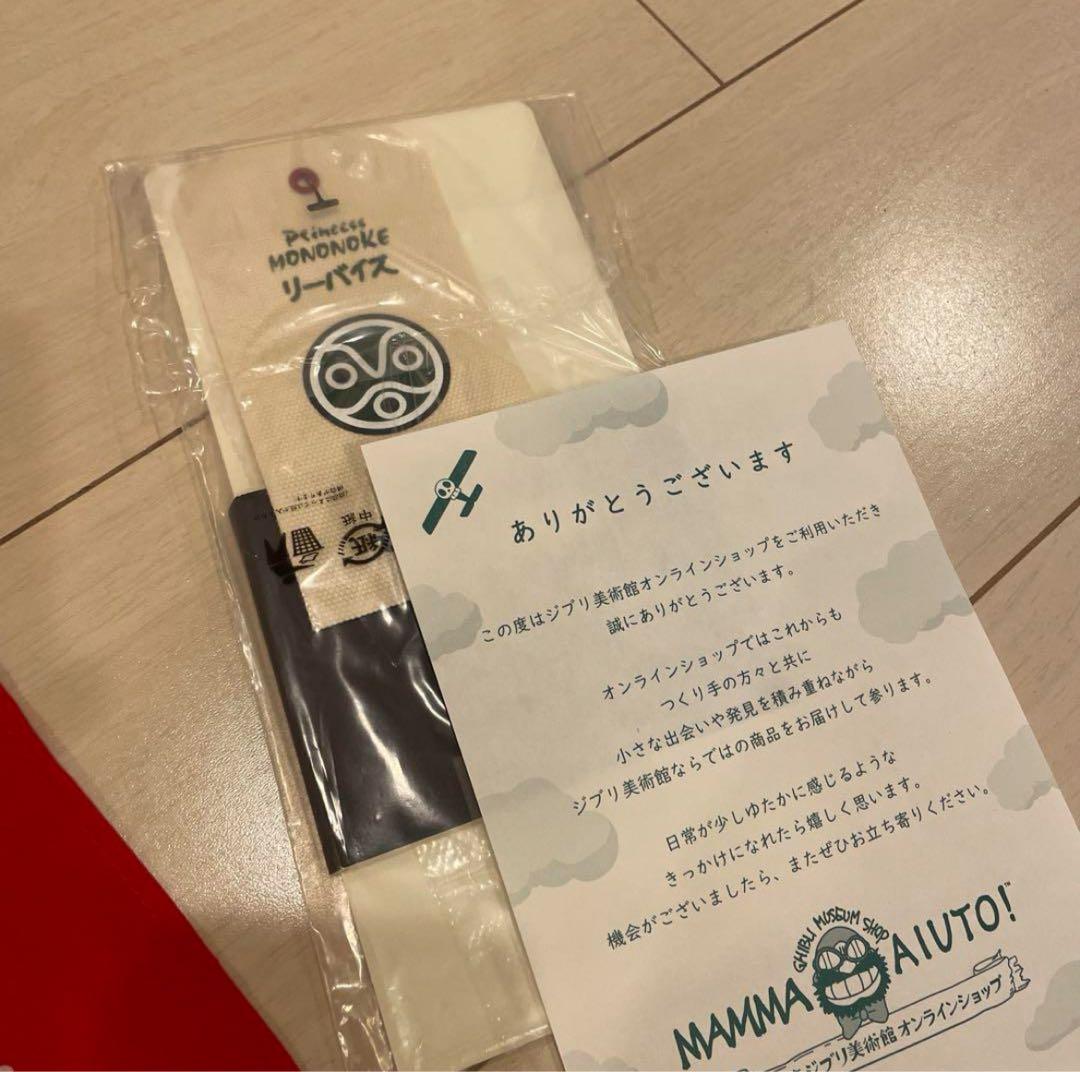 Princess
MONONOKE
リーバイス
中紙
紙
ありがとうございます
この度はジブリ美術館オンラインショップをご利用いただき
誠にありがとうございます。
オンラインショップではこれからも
つくり手の方々と共に
小さな出会いや発見を積み重ねながら
ジブリ美術館ならではの商品をお届けして参ります。
日常が少しゆたかに感じるような
きっかけになれたら嬉しく思います。
機会がございましたら、またぜひお立ち寄りください。
GHIBLI MUSEUM SHOP
MAMMA AIUTO!
ジブリ美術館オンラインショップ